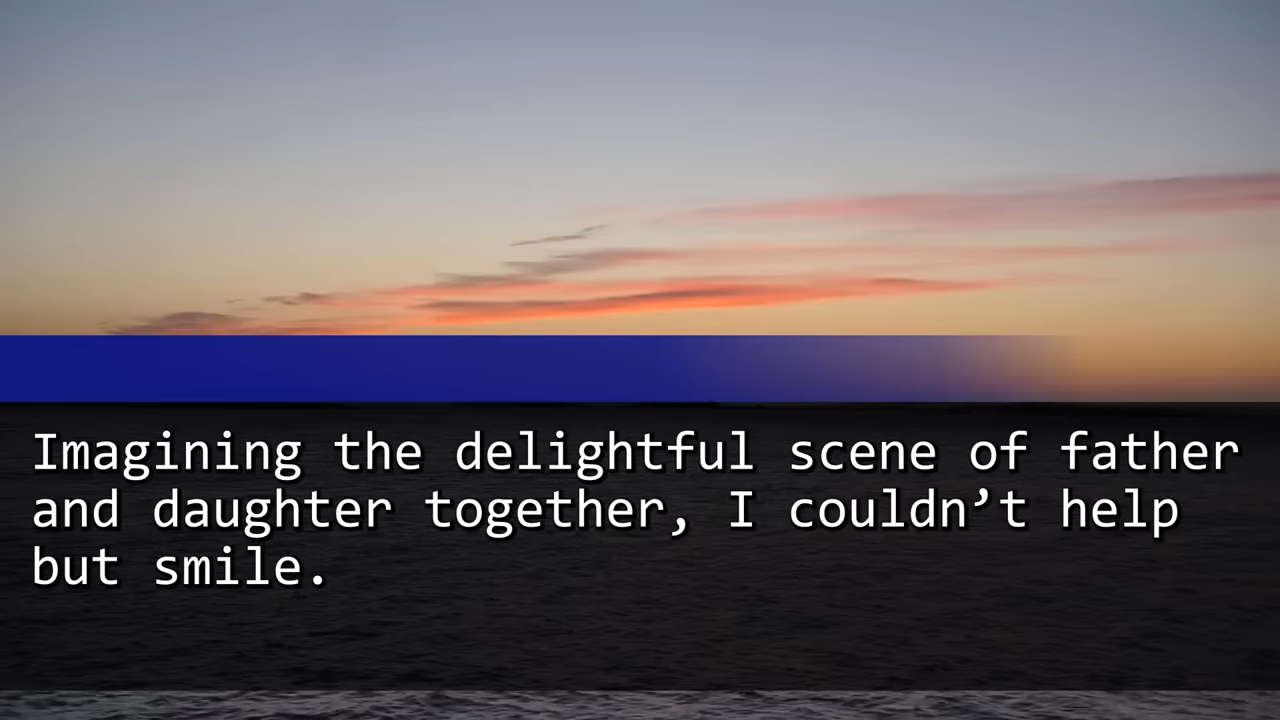 Imagining the delightful scene of father
and daughter together, I couldn’t help
but smile.